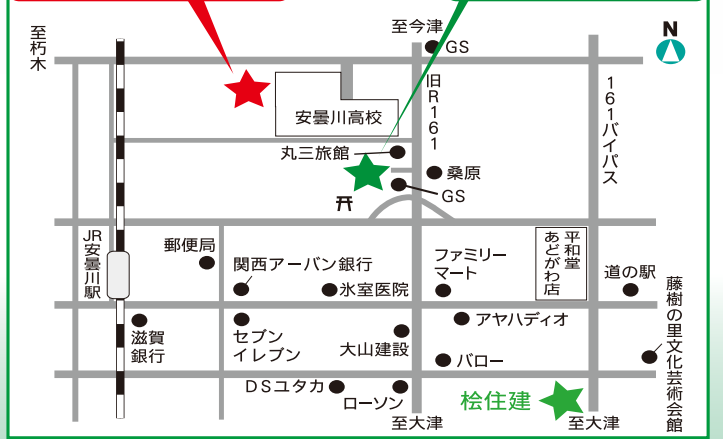 至朽木
至今津
GS
N
旧R161
161バイパス
安曇川高校
丸三旅館
桑原
GS
JR
安曇川駅
郵便局
関西アーバン銀行
氷室医院
ファミリー
マート
平和堂
あどがわ店
道の駅
藤樹の里文化芸術会館
滋賀
銀行
セブン
イレブン
大山建設
アヤハディオ
バロー
DSユタカ
ローソン
桧住建
至大津
至大津